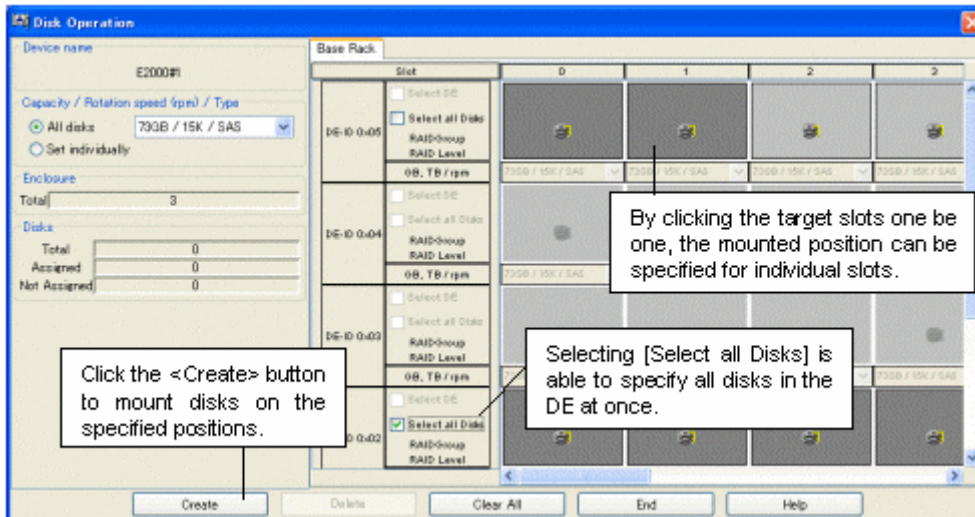 Disk Operation
Device name
E2000#1
Capacity / Rotation speed (rpm) / Type
All disks
73GB / 15K / SAS
Set individually
Enclosure
Total
3
Disks
Total
0
Assigned
0
Not Assigned
0
Base Rack
Slot
0
1
2
3
DE-ID 0x05
Select DE
Select all Disks
RAIDGroup
RAID Level
GB, TB/rpm
73GB / 15K / SAS
73GB / 15K / SAS
73GB / 15K / SAS
73GB / 15K / SAS
DE-ID 0x04
Select DE
Select all Disks
RAIDGroup
RAID Level
GB, TB/rpm
73GB / 15K / SAS
By clicking the target slots one be
one, the mounted position can be
specified for individual slots.
DE-ID 0x03
Select DE
Select all Disks
RAIDGroup
RAID Level
GB, TB/rpm
73GB / 15K / SAS
Selecting [Select all Disks] is
able to specify all disks in the
DE at once.
Click the <Create> button
to mount disks on the
specified positions.
0x02
Select DE
Select all Disks
RAIDGroup
RAID Level
Create
Delete
Clear All
End
Help